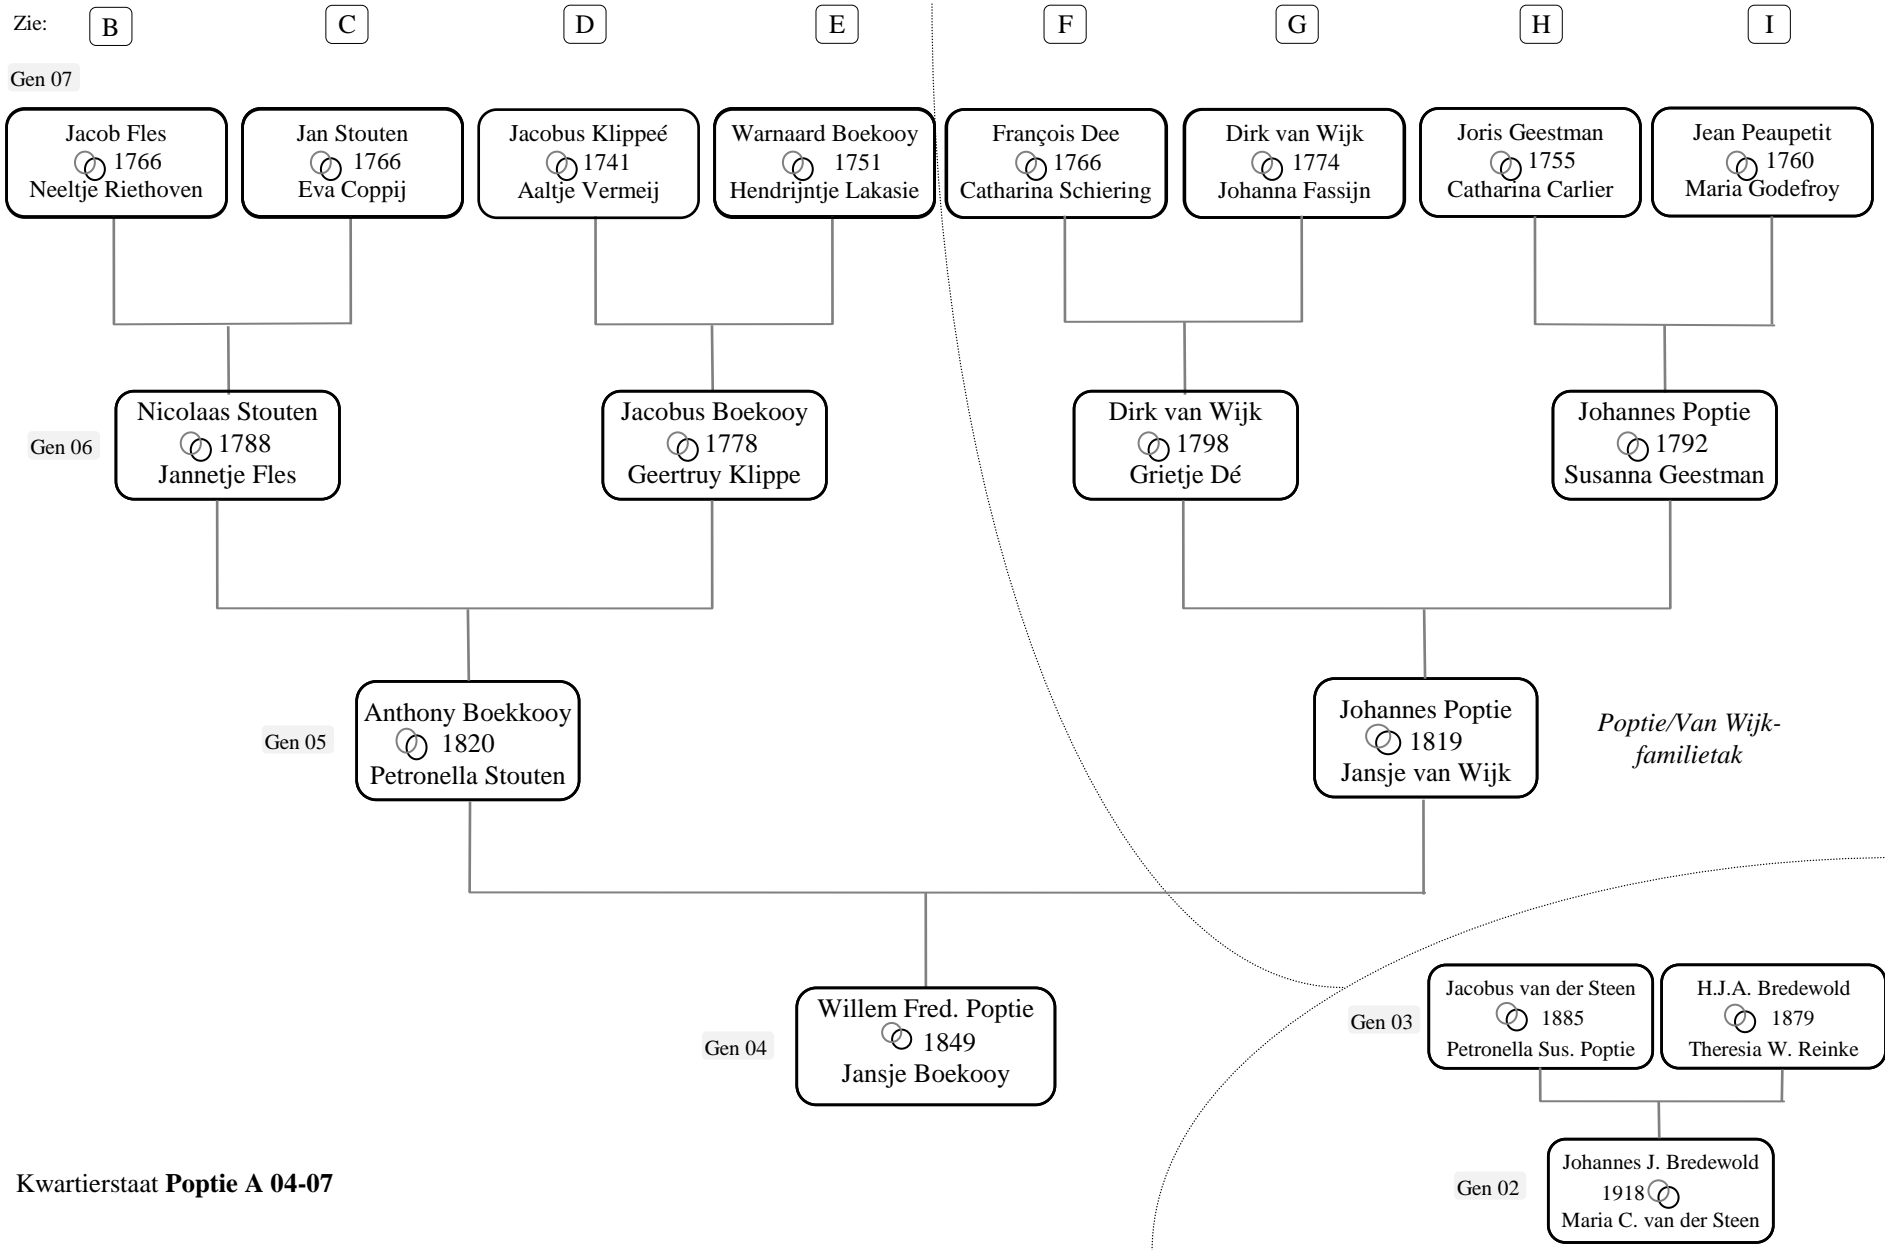 Zie: B C D E F G H I
Gen 07
Jacob Fles
1766
Neeltje Riethoven
Jan Stouten
1766
Eva Coppij
Jacobus Klippeé
1741
Aaltje Vermeij
Warnaard Boekooy
1751
Hendrijntje Lakasie
François Dee
1766
Catharina Schiering
Dirk van Wijk
1774
Johanna Fassijn
Joris Geestman
1755
Catharina Carlier
Jean Peaupetit
1760
Maria Godefroy
Gen 06
Nicolaas Stouten
1788
Jannetje Fles
Jacobus Boekooy
1778
Geertruy Klippe
Dirk van Wijk
1798
Grietje Dé
Johannes Poptie
1792
Susanna Geestman
Gen 05
Anthony Boekkooy
1820
Petronella Stouten
Johannes Poptie
1819
Jansje van Wijk
Poptie/Van Wijk-
familietak
Gen 04
Willem Fred. Poptie
1849
Jansje Boekooy
Gen 03
Jacobus van der Steen
1885
Petronella Sus. Poptie
H.J.A. Bredewold
1879
Theresia W. Reinke
Gen 02
Johannes J. Bredewold
1918
Maria C. van der Steen
Kwartierstaat Poptie A 04-07